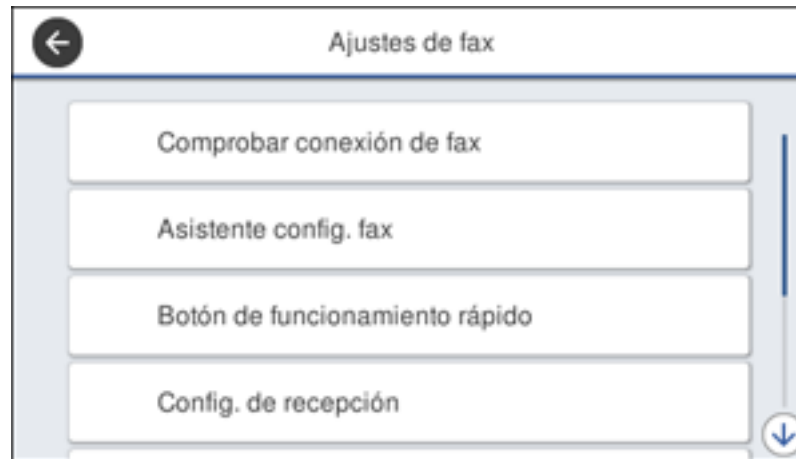 Ajustes de fax
Comprobar conexión de fax
Asistente config. fax
Botón de funcionamiento rápido
Config. de recepción